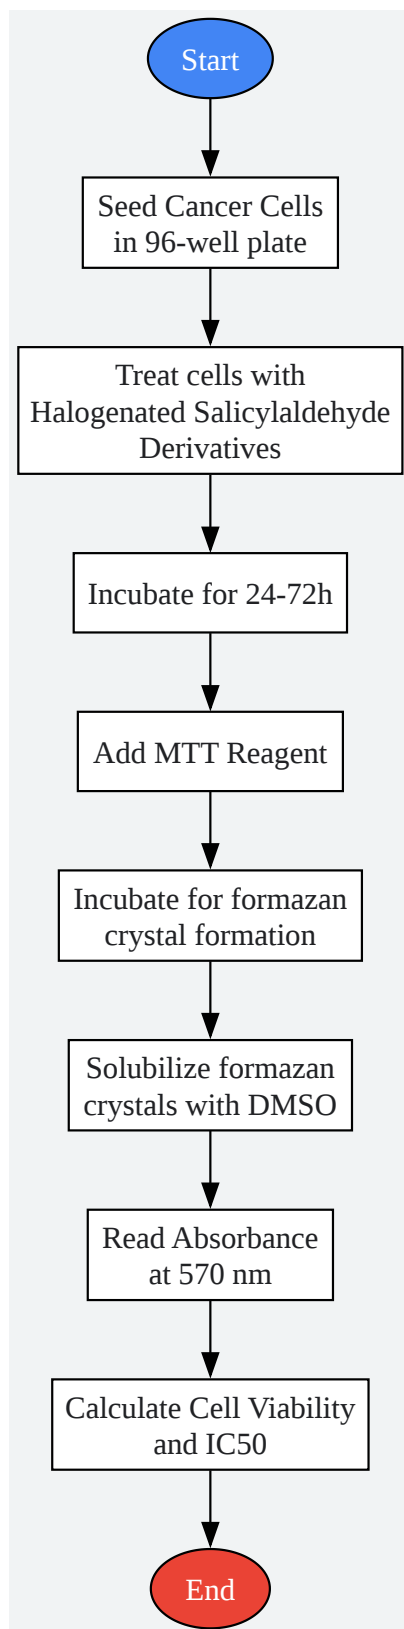 Start
Seed Cancer Cells
in 96-well plate
Treat cells with
Halogenated Salicylaldehyde
Derivatives
Incubate for 24-72h
Add MTT Reagent
Incubate for formazan
crystal formation
Solubilize formazan
crystals with DMSO
Read Absorbance
at 570 nm
Calculate Cell Viability
and IC50
End